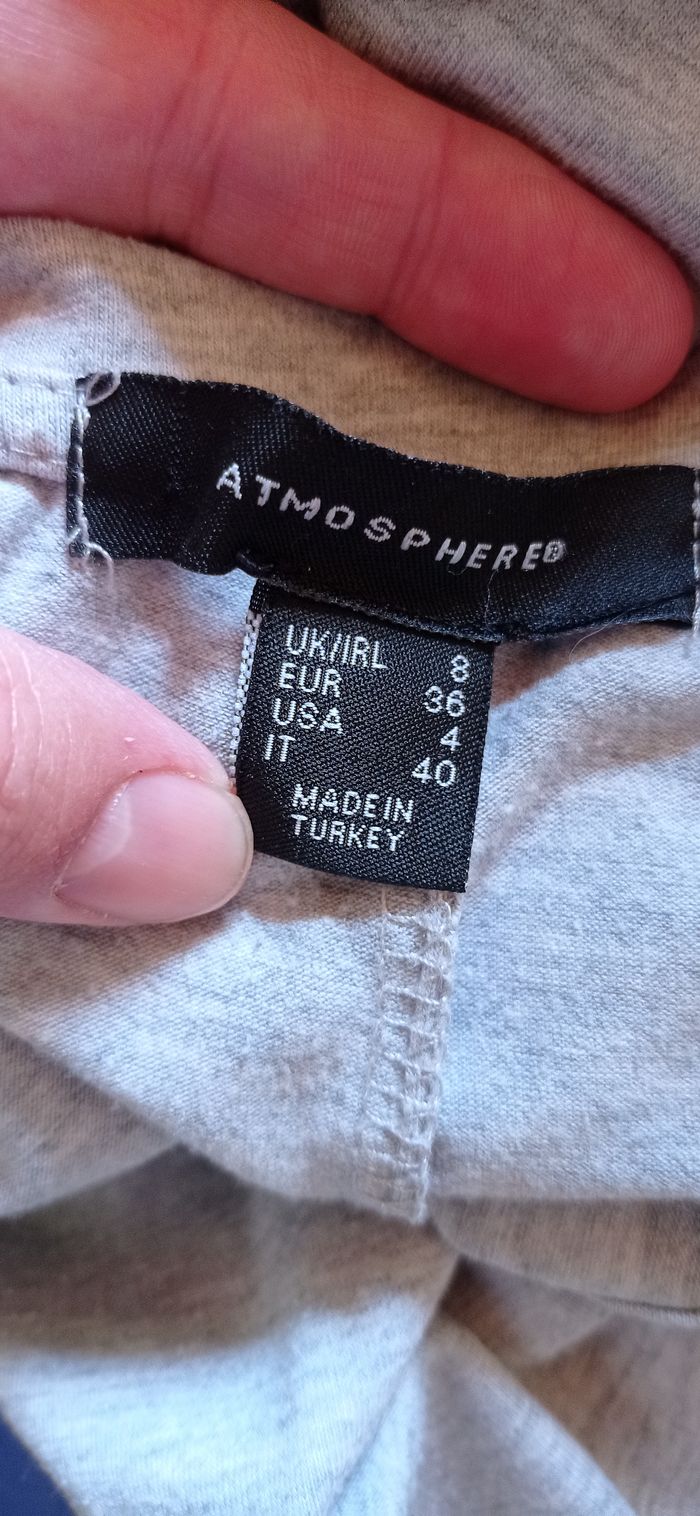 ATMOSPHERE®
UK/IRL 8
EUR 36
USA 4
IT 40
MADE IN
TURKEY